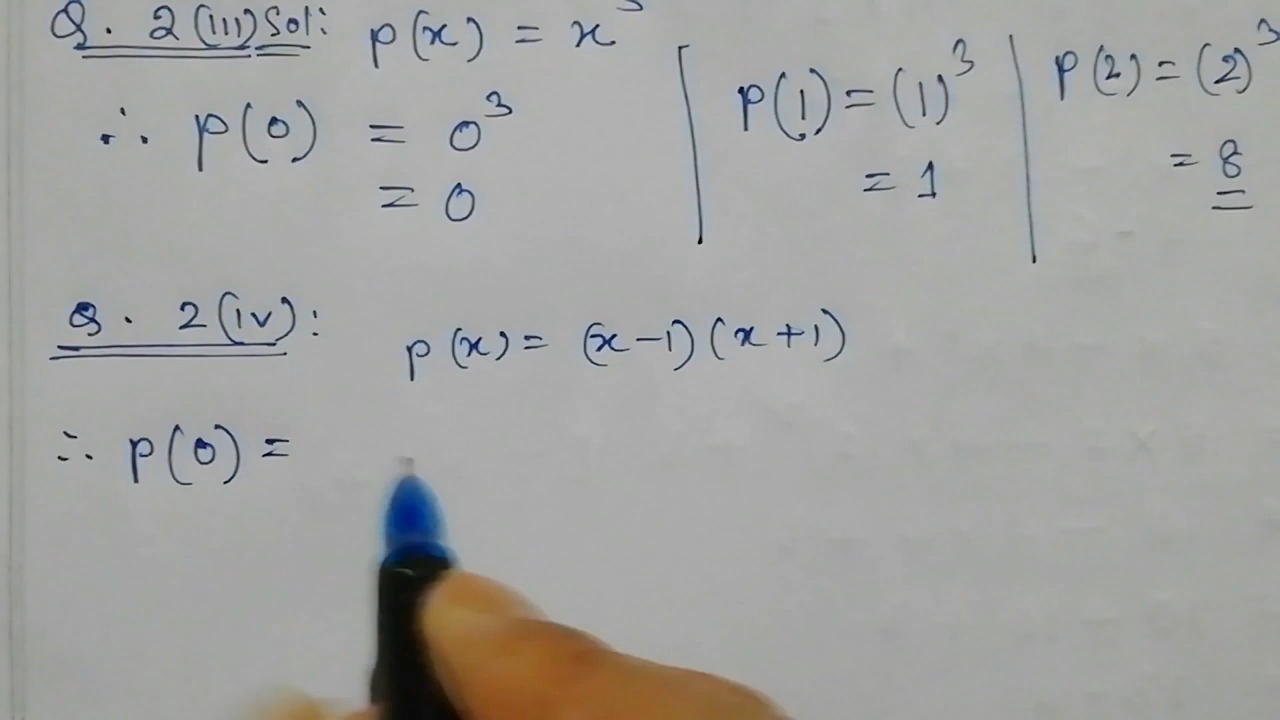 Q. 2(iii) Sol: p(x) = x³
∴ p(0) = 0³
= 0
p(1) = (1)³
= 1
p(2) = (2)³
= 8
Q. 2(iv): p(x) = (x-1)(x+1)
∴ p(0) =